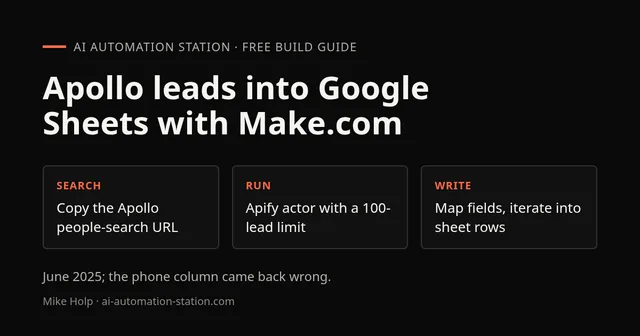 AI AUTOMATION STATION · FREE BUILD GUIDE
Apollo leads into Google
Sheets with Make.com
SEARCH
Copy the Apollo
people-search URL
RUN
Apify actor with a 100-
lead limit
WRITE
Map fields, iterate into
sheet rows
June 2025; the phone column came back wrong.
Mike Holp · ai-automation-station.com